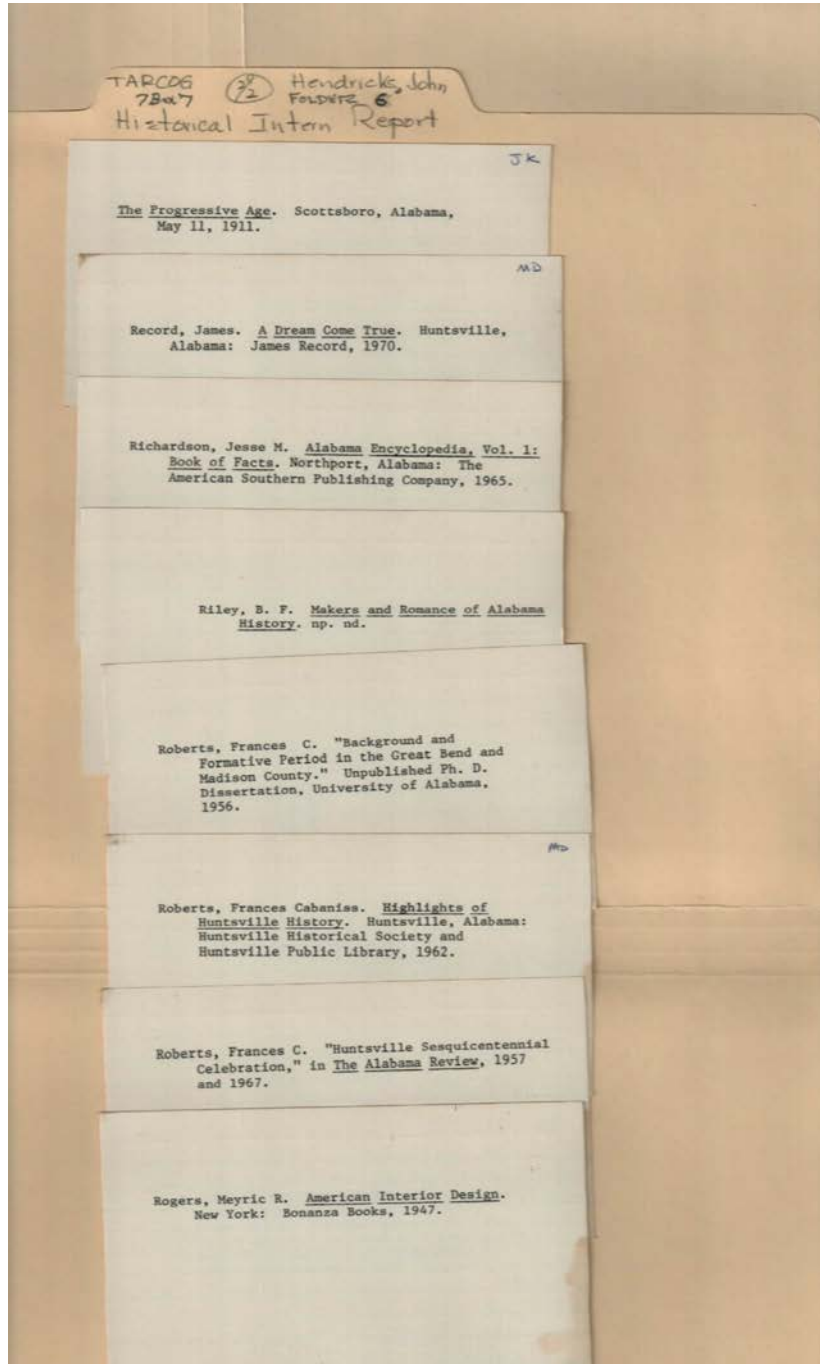 TARCOG
Hendricks, John
FOLDER 6
Historical Intern Report
JK
The Progressive Age. Scottsboro, Alabama,
May 11, 1911.
MD
Record, James. A Dream Come True. Huntsville,
Alabama: James Record, 1970.
Richardson, Jesse M. Alabama Encyclopedia, Vol. 1:
Book of Facts. Northport, Alabama: The
American Southern Publishing Company, 1965.
Riley, B. F. Makers and Romance of Alabama
History. np. nd.
Roberts, Frances C. "Background and
Formative Period in the Great Bend and
Madison County." Unpublished Ph. D.
Dissertation, University of Alabama,
1956.
MD
Roberts, Frances Cabaniss. Highlights of
Huntsville History. Huntsville, Alabama:
Huntsville Historical Society and
Huntsville Public Library, 1962.
Roberts, Frances C. "Huntsville Sesquicentennial
Celebration," in The Alabama Review, 1957
and 1967.
Rogers, Meyric R. American Interior Design.
New York: Bonanza Books, 1947.